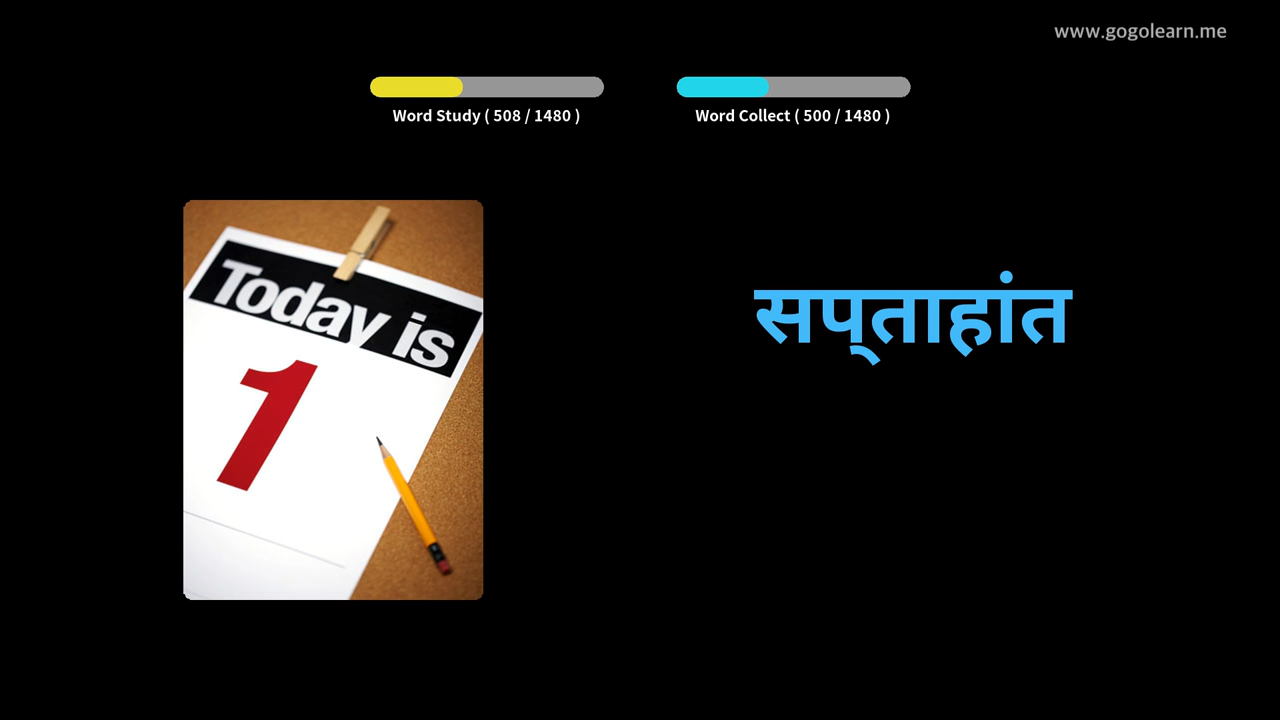 www.gogolearn.me
Word Study ( 508 / 1480 )
Word Collect ( 500 / 1480 )
Today is
1
सप्ताहांत